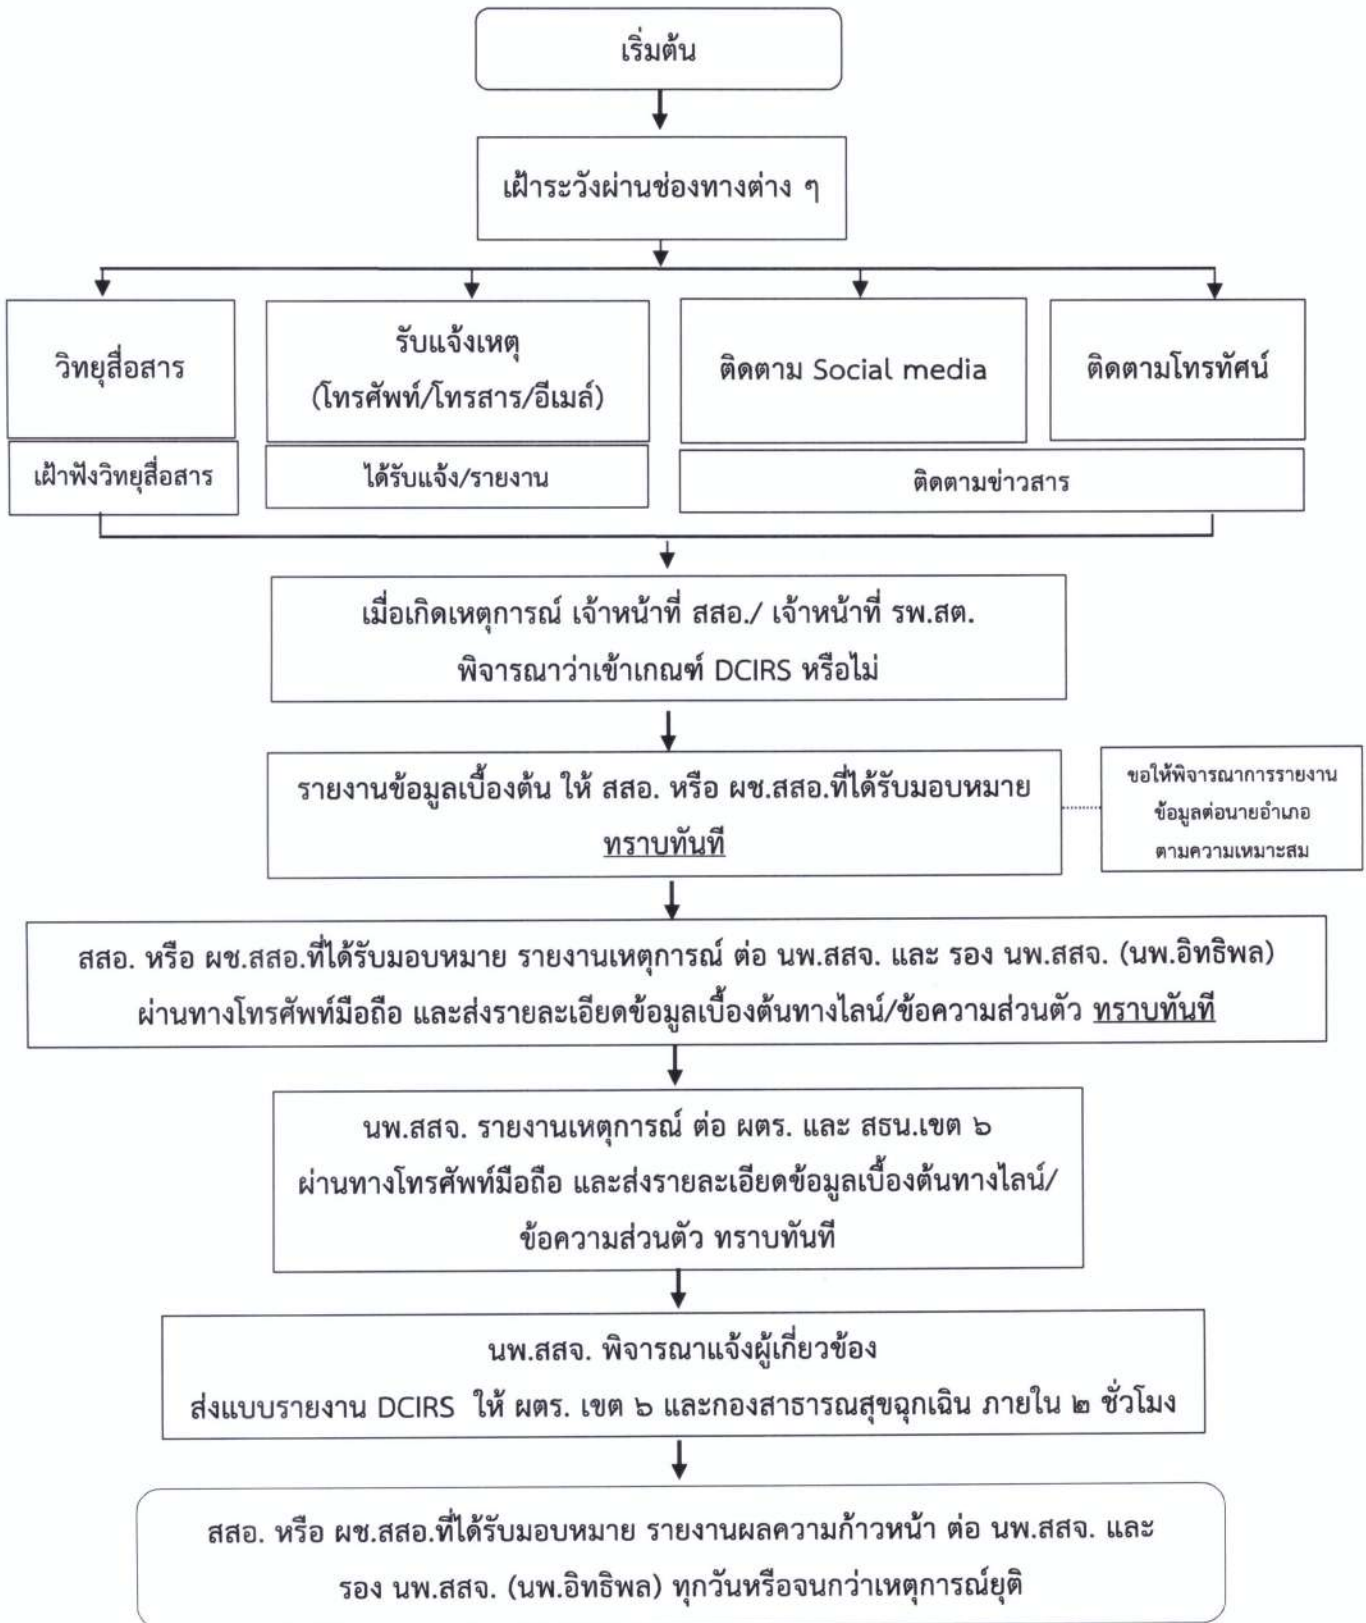 เริ่มต้น
เฝ้าระวังผ่านช่องทางต่าง ๆ
วิทยุสื่อสาร
รับแจ้งเหตุ
(โทรศัพท์/โทรสาร/อีเมล์)
ติดตาม Social media
ติดตามโทรทัศน์
เฝ้าฟังวิทยุสื่อสาร
ได้รับแจ้ง/รายงาน
ติดตามข่าวสาร
เมื่อเกิดเหตุการณ์ เจ้าหน้าที่ สสอ./ เจ้าหน้าที่ รพ.สต.
พิจารณาว่าเข้าเกณฑ์ DCIRS หรือไม่
รายงานข้อมูลเบื้องต้น ให้ สสอ. หรือ ผช.สสอ.ที่ได้รับมอบหมาย
ทราบทันที
ขอให้พิจารณาการรายงาน
ข้อมูลต่อนายอำเภอ
ตามความเหมาะสม
สสอ. หรือ ผช.สสอ.ที่ได้รับมอบหมาย รายงานเหตุการณ์ ต่อ นพ.สสจ. และ รอง นพ.สสจ. (นพ.อิทธิพล)
ผ่านทางโทรศัพท์มือถือ และส่งรายละเอียดข้อมูลเบื้องต้นทางไลน์/ข้อความส่วนตัว ทราบทันที
นพ.สสจ. รายงานเหตุการณ์ ต่อ ผตร. และ สธน.เขต ๖
ผ่านทางโทรศัพท์มือถือ และส่งรายละเอียดข้อมูลเบื้องต้นทางไลน์/
ข้อความส่วนตัว ทราบทันที
นพ.สสจ. พิจารณาแจ้งผู้เกี่ยวข้อง
ส่งแบบรายงาน DCIRS ให้ ผตร. เขต ๖ และกองสาธารณสุขฉุกเฉิน ภายใน ๒ ชั่วโมง
สสอ. หรือ ผช.สสอ.ที่ได้รับมอบหมาย รายงานผลความก้าวหน้า ต่อ นพ.สสจ. และ
รอง นพ.สสจ. (นพ.อิทธิพล) ทุกวันหรือจนกว่าเหตุการณ์ยุติ